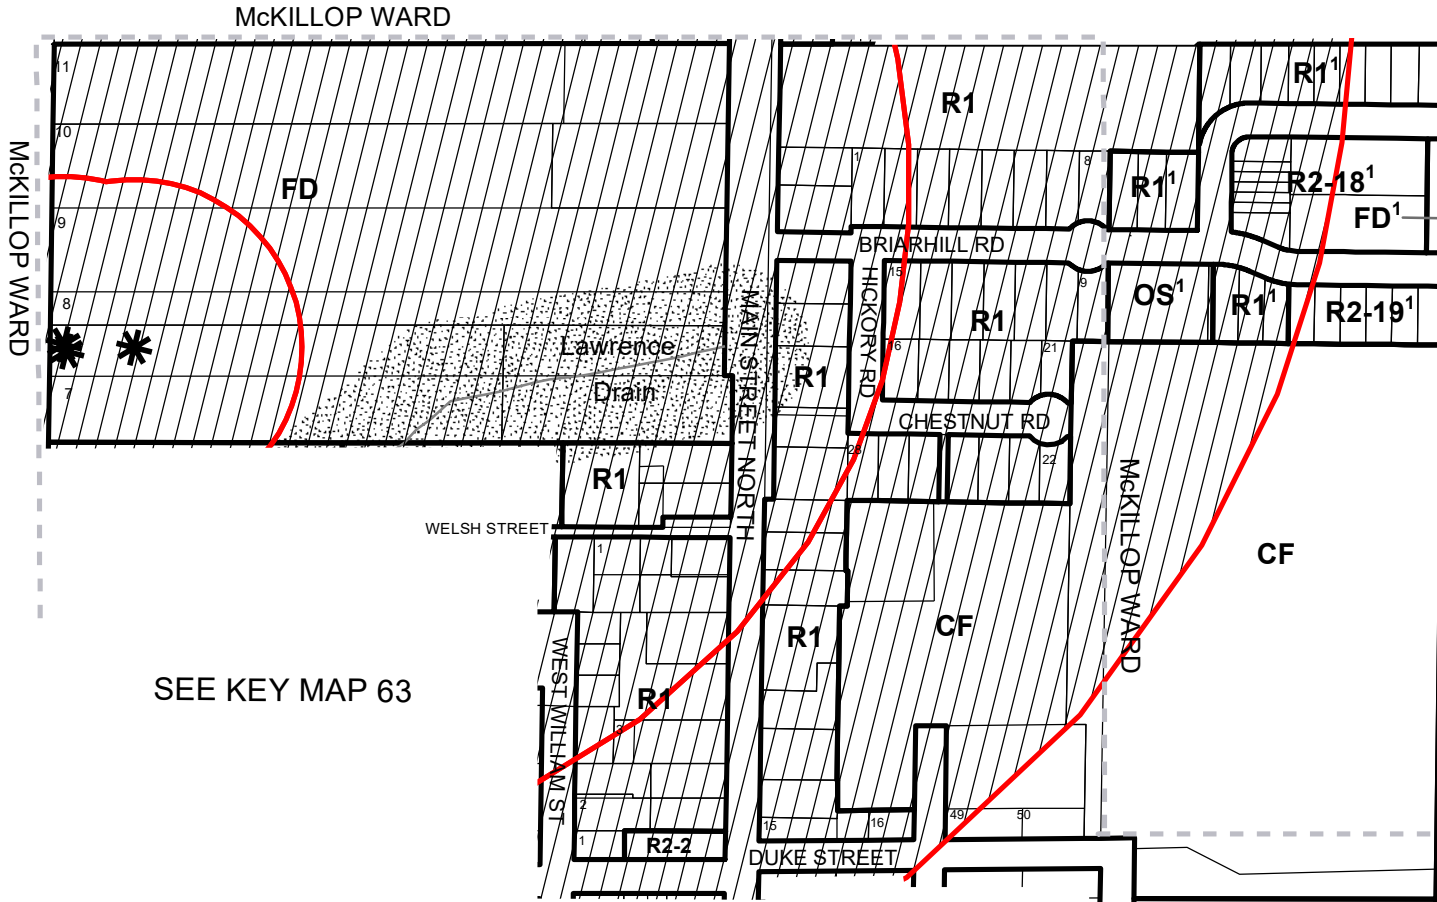 McKILLOP WARD
11
R1¹
R1
10
McKILLOP WARD
1
8
R1¹
R2-18¹
FD
FD¹
9
BRIARHILL RD
15
HICKORY RD
9
OS¹
R1¹
R2-19¹
8
MAIN STREET NORTH
R1
Lawrence
16
21
R1
7
Drain
CHESTNUT RD
23
22
R1
McKILLOP WARD
WELSH STREET
1
CF
CF
R1
WEST WILLIAM ST
SEE KEY MAP 63
R1
3
2
15
16
49
50
1
R2-2
DUKE STREET